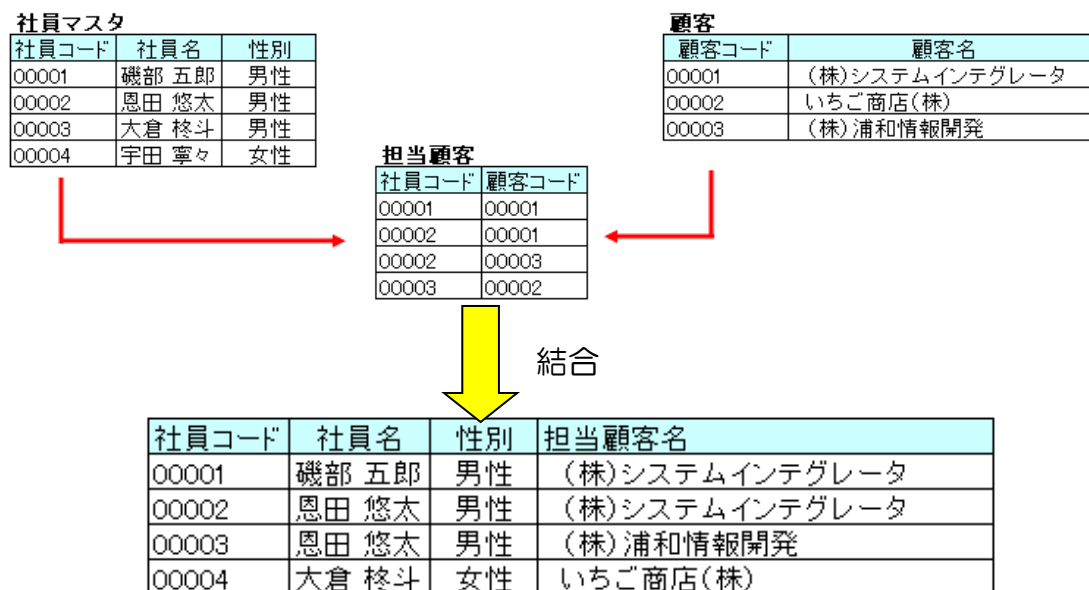 社員マスタ
社員コード 社員名 性別
00001 磯部 五郎 男性
00002 恩田 悠太 男性
00003 大倉 柊斗 男性
00004 宇田 寧々 女性
顧客
顧客コード 顧客名
00001 (株)システムインテグレータ
00002 いちご商店(株)
00003 (株)浦和情報開発
担当顧客
社員コード 顧客コード
00001 00001
00002 00001
00002 00003
00003 00002
結合
社員コード 社員名 性別 担当顧客名
00001 磯部 五郎 男性 (株)システムインテグレータ
00002 恩田 悠太 男性 (株)システムインテグレータ
00003 恩田 悠太 男性 (株)浦和情報開発
00004 大倉 柊斗 女性 いちご商店(株)